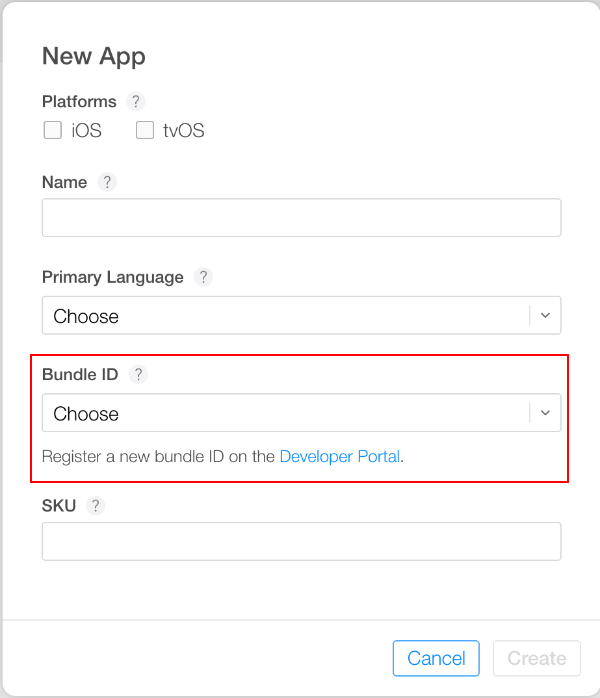 New App
Platforms ?
iOS tvOS
Name ?
Primary Language ?
Choose
Bundle ID ?
Choose
Register a new bundle ID on the Developer Portal.
SKU ?
Cancel Create